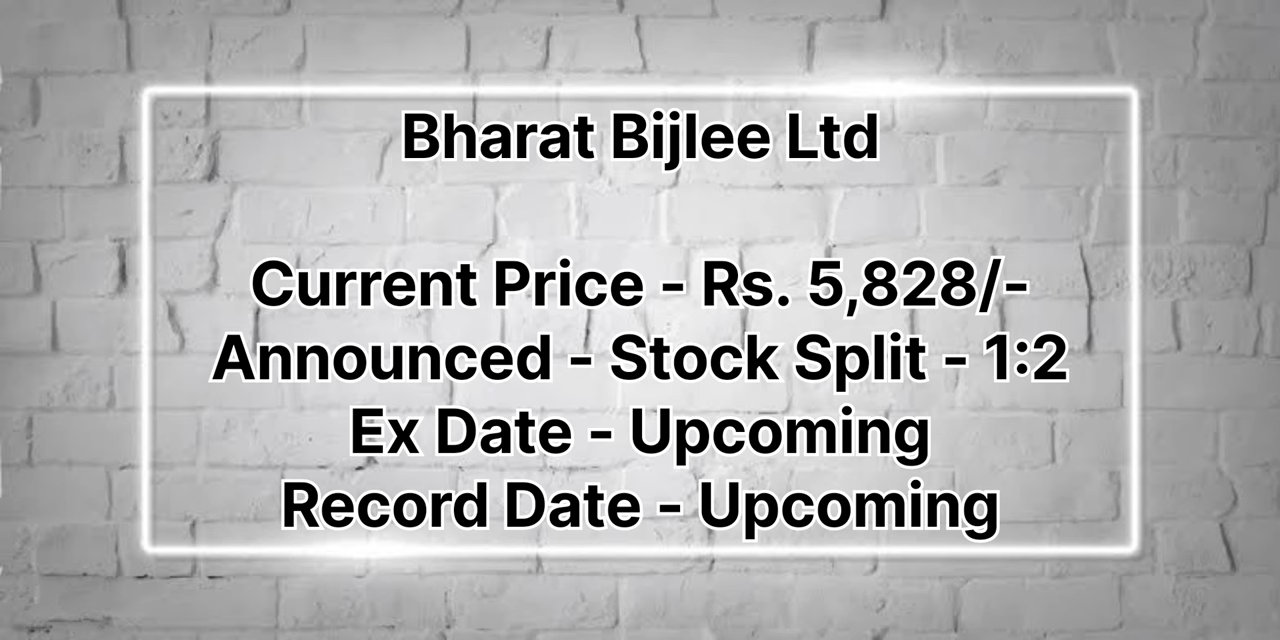 Bharat Bijlee Ltd
Current Price - Rs. 5,828/-
Announced - Stock Split - 1:2
Ex Date - Upcoming
Record Date - Upcoming